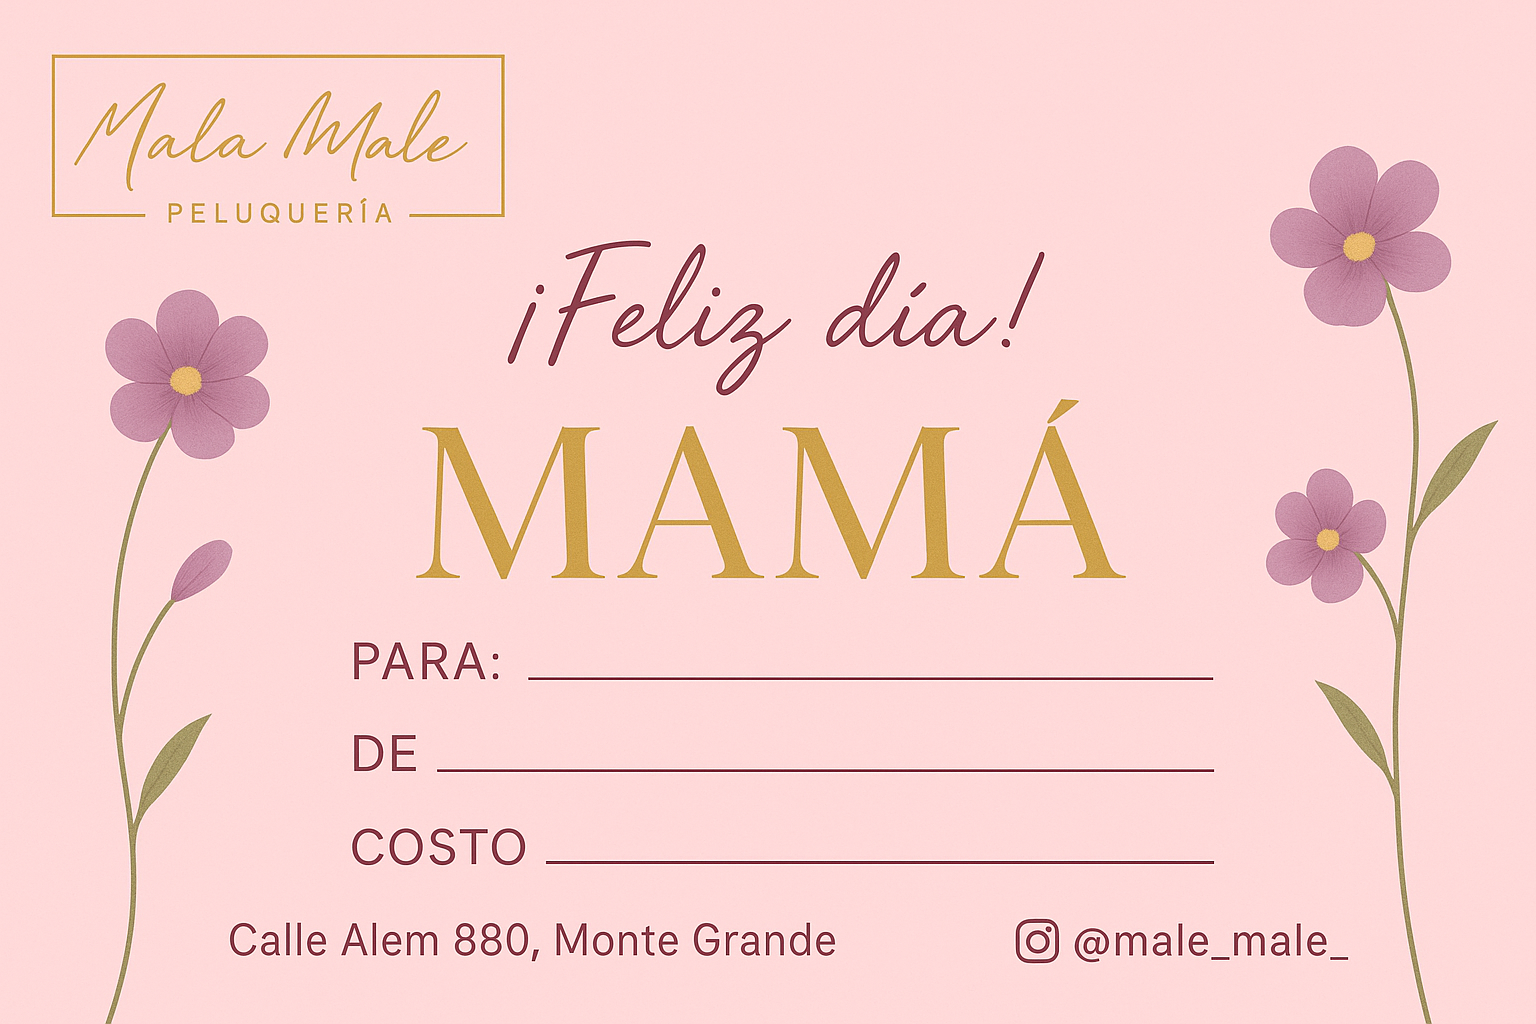 Mala Male
PELUQUERÍA
¡Feliz día!
MAMÁ
PARA:
DE
COSTO
Calle Alem 880, Monte Grande
@male_male_